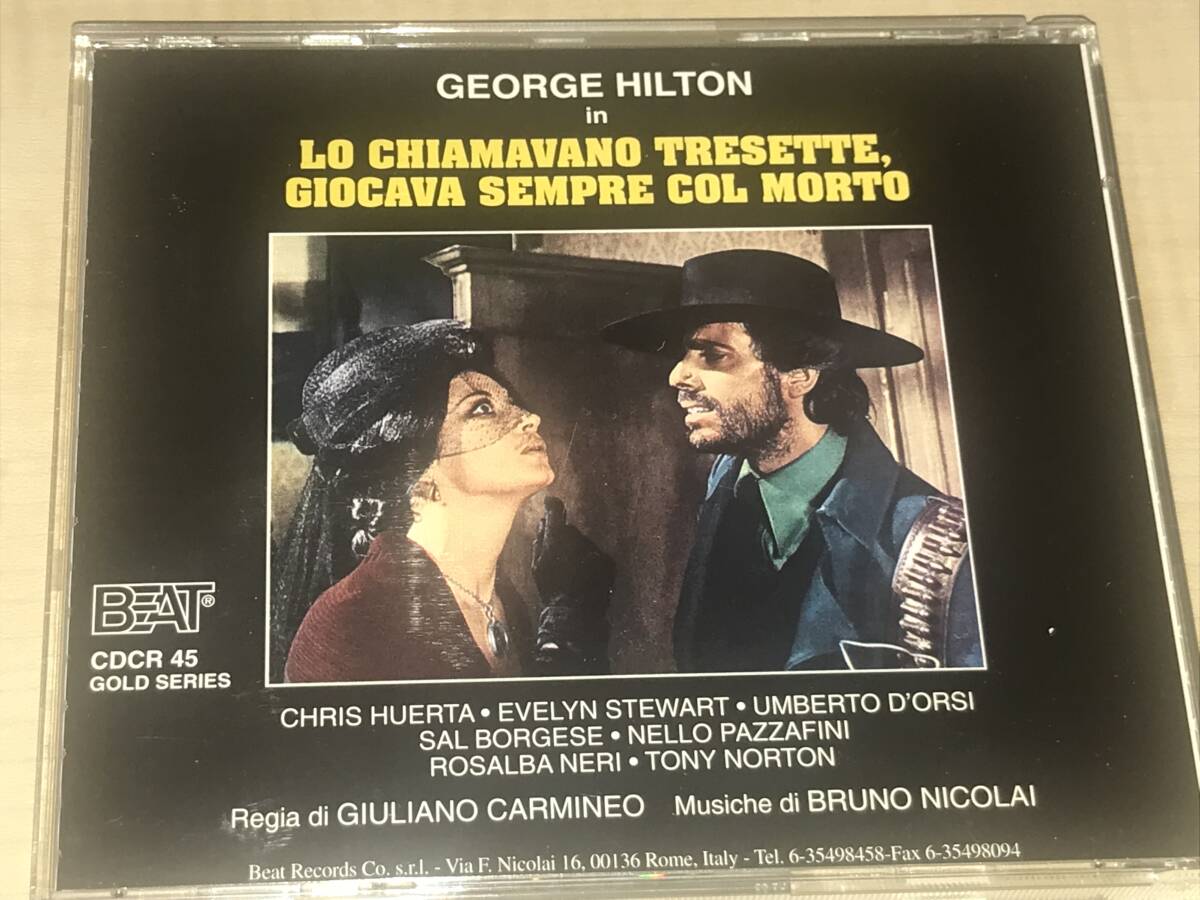 GEORGE HILTON
in
LO CHIAMAVANO TRESETTE,
GIOCAVA SEMPRE COL MORTO
BEAT®
CDCR 45
GOLD SERIES
CHRIS HUERTA • EVELYN STEWART • UMBERTO D'ORSI
SAL BORGESE • NELLO PAZZAFINI
ROSALBA NERI • TONY NORTON
Regia di GIULIANO CARMINEO Musiche di BRUNO NICOLAI
Beat Records Co. s.r.l. - Via F. Nicolai 16, 00136 Rome, Italy - Tel. 6-35498458-Fax 6-35498094